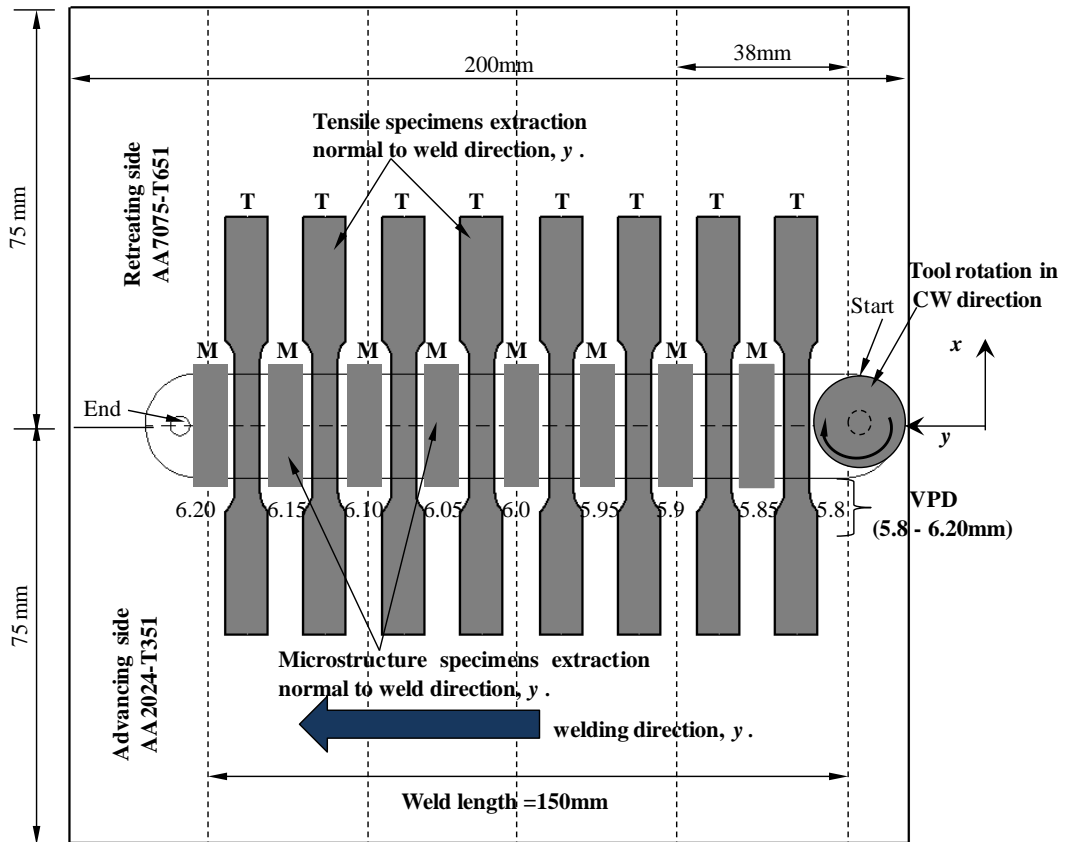 200mm
38mm
75 mm
Retreating side
AA7075-T651
Tensile specimens extraction
normal to weld direction, y .
T T T T T T T T
Tool rotation in
CW direction
Start
x
M M M M M M M M
End
y
6.20 6.15 6.10 6.05 6.0 5.95 5.9 5.85 5.8
VPD
(5.8 - 6.20mm)
75 mm
Advancing side
AA2024-T351
Microstructure specimens extraction
normal to weld direction, y .
welding direction, y .
Weld length =150mm